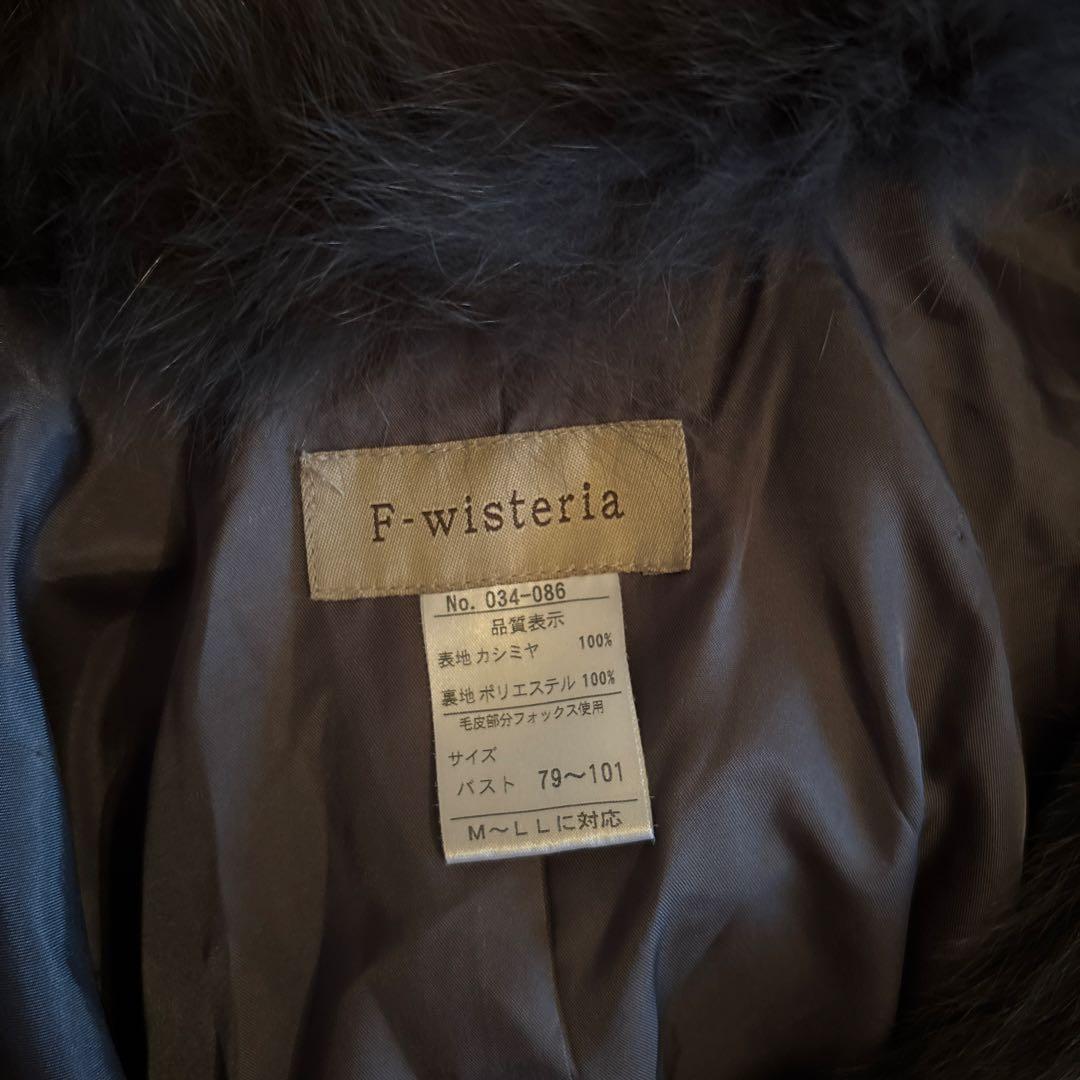 F-wisteria
No. 034-086
品質表示
表地 カシミヤ 100%
裏地 ポリエステル 100%
毛皮部分フォックス使用
サイズ
バスト 79～101
M～LLに対応